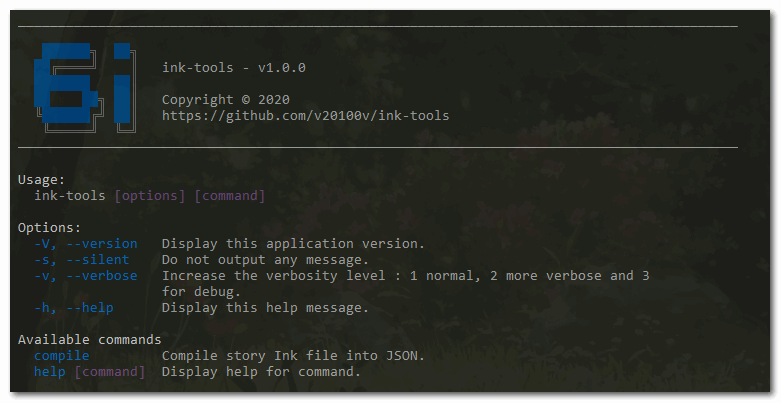 6i
ink-tools - v1.0.0
Copyright © 2020
https://github.com/v20100v/ink-tools
Usage:
ink-tools [options] [command]
Options:
-V, --version Display this application version.
-s, --silent Do not output any message.
-v, --verbose Increase the verbosity level : 1 normal, 2 more verbose and 3
for debug.
-h, --help Display this help message.
Available commands
compile Compile story Ink file into JSON.
help [command] Display help for command.